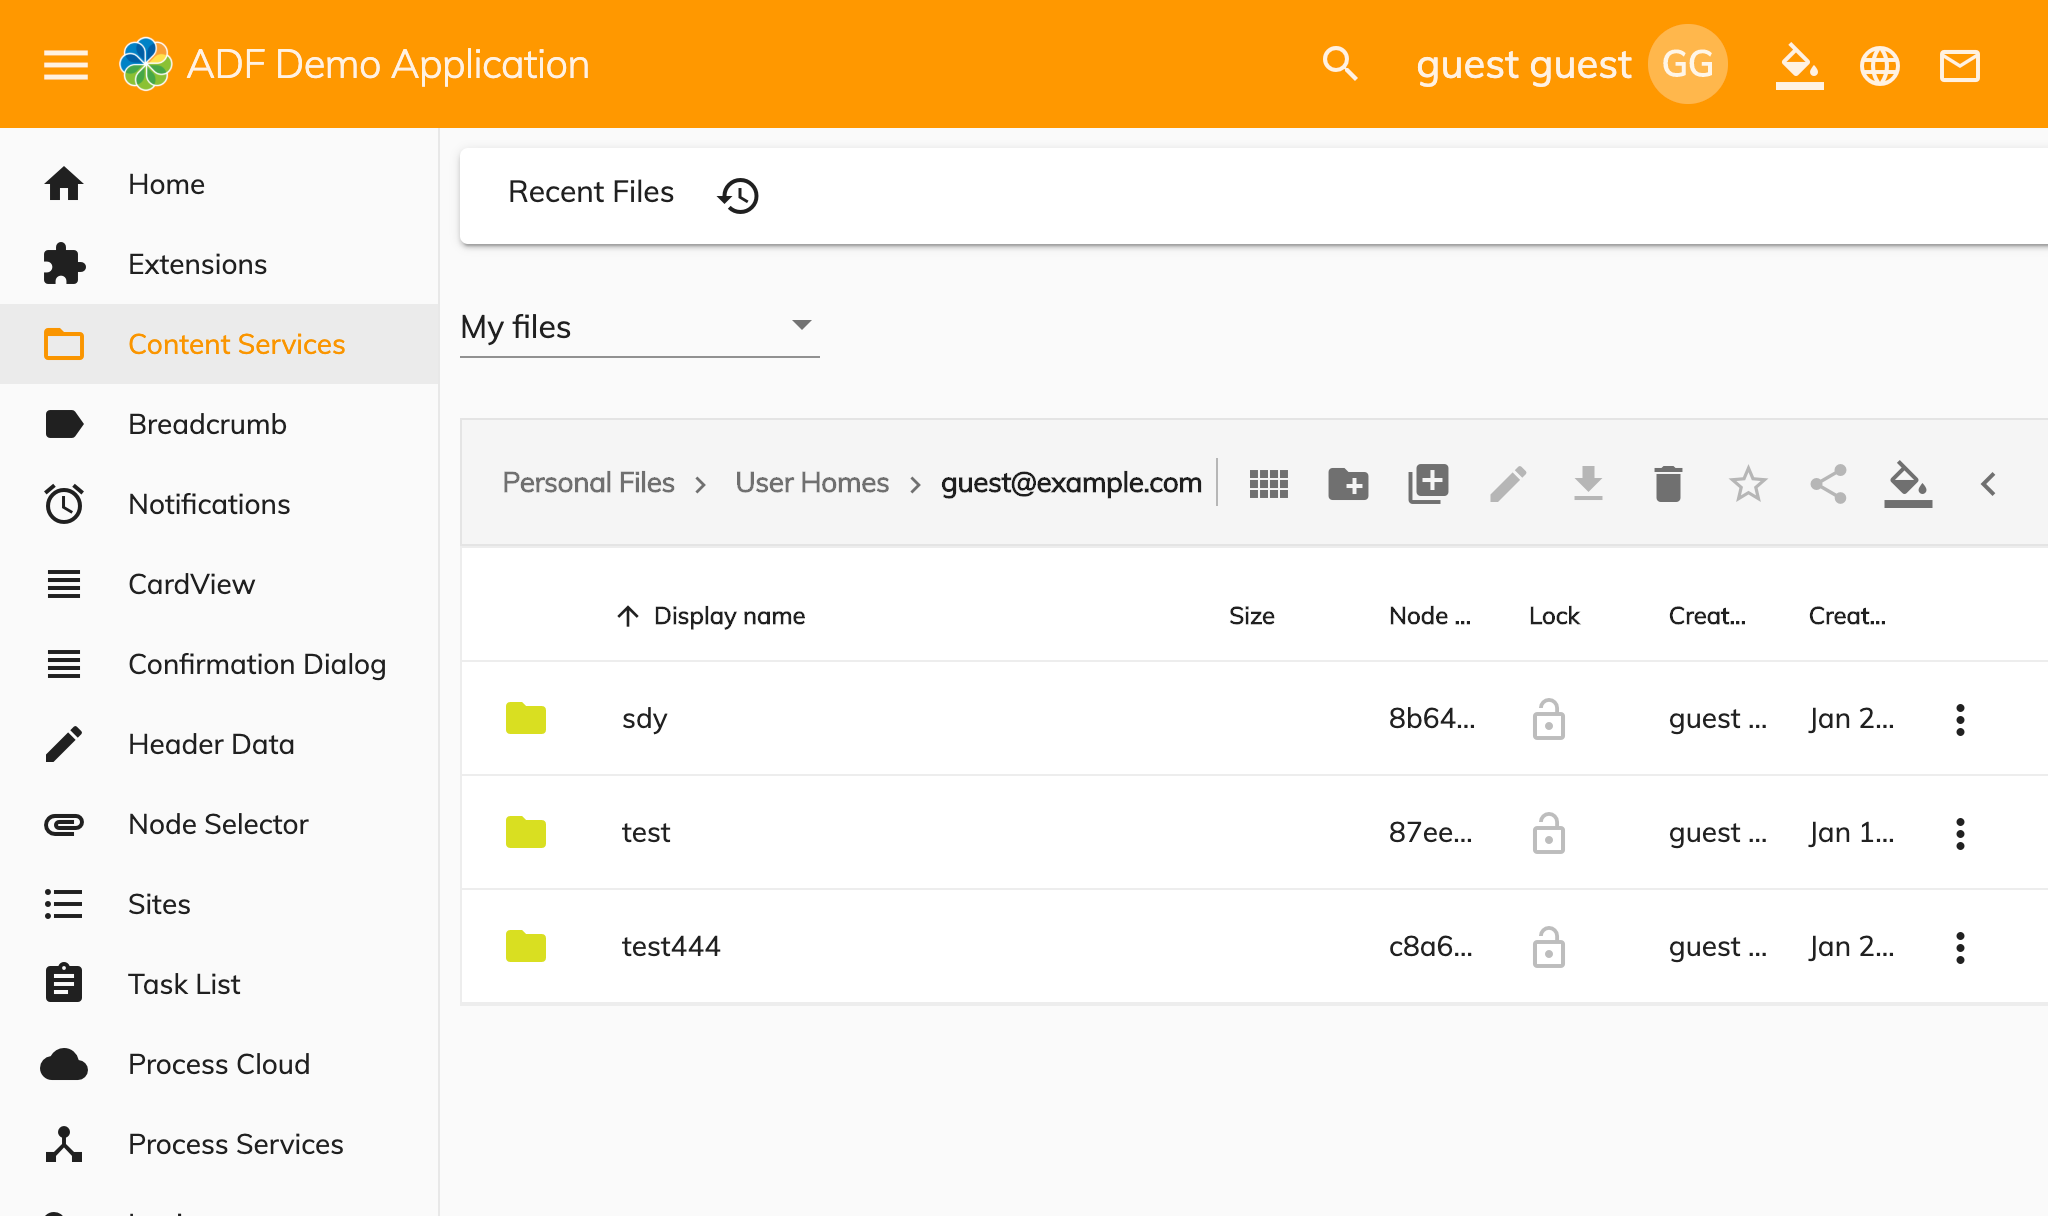 ADF Demo Application
guest guest GG
Home
Extensions
Content Services
Breadcrumb
Notifications
CardView
Confirmation Dialog
Header Data
Node Selector
Sites
Task List
Process Cloud
Process Services
Recent Files
My files
Personal Files > User Homes > guest@example.com
Display name Size Node ... Lock Creat... Creat...
sdy 8b64... guest ... Jan 2...
test 87ee... guest ... Jan 1...
test444 c8a6... guest ... Jan 2...